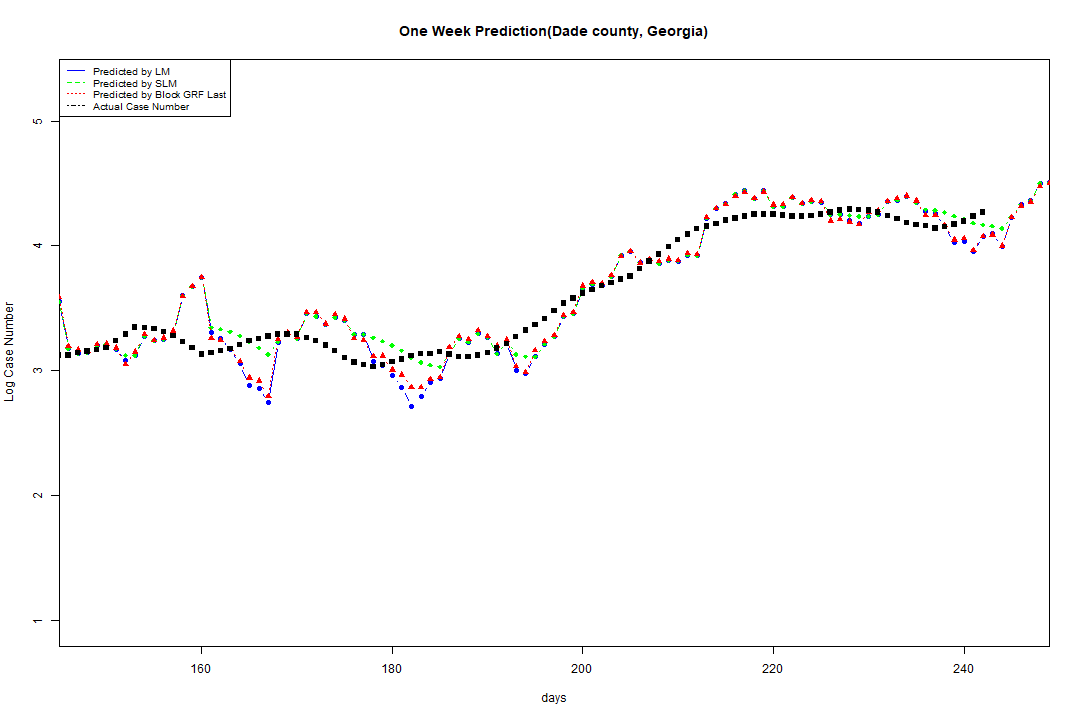 One Week Prediction(Dade county, Georgia)
Predicted by LM
Predicted by SLM
Predicted by Block GRF Last
Actual Case Number
5
4
3
2
1
Log Case Number
160 180 200 220 240
days